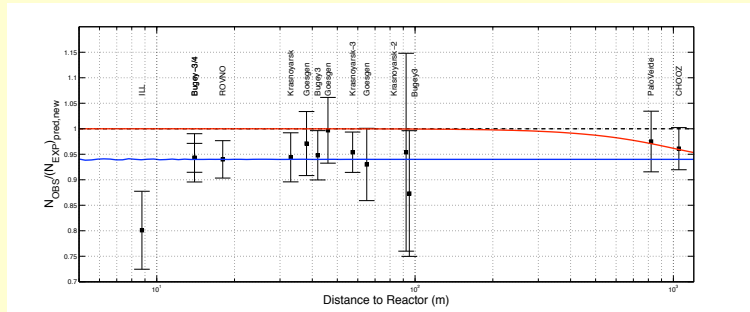 1.15
1.1
1.05
1
0.95
0.9
0.85
0.8
0.75
0.7
N_OBS/(N_EXP)_pred,new
ILL
Bugey-3/4
ROVNO
Krasnoyarsk
Goesgen
Bugey3
Goesgen
Krasnoyarsk-3
Goesgen
Krasnoyarsk-2
Bugey3
PaloVerde
CHOOZ
10^1
10^2
10^3
Distance to Reactor (m)